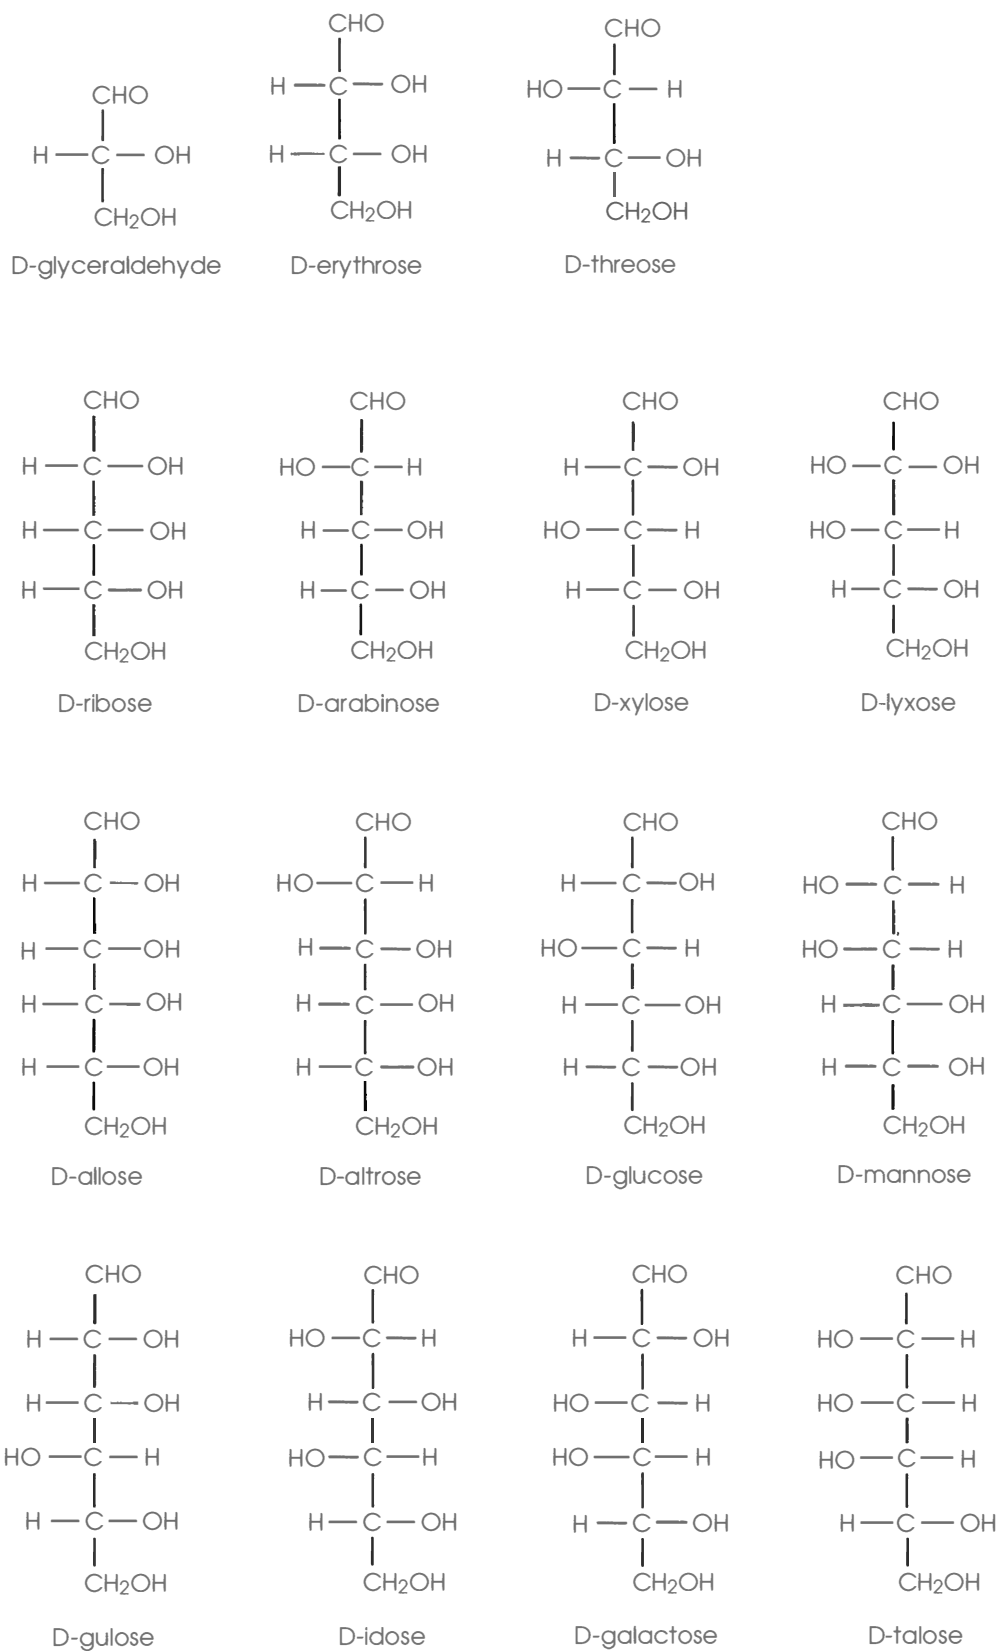 CHO CHO
CHO
H C OH HO C H
H C OH H C OH H C OH
CH₂OH CH₂OH CH₂OH
D-glyceraldehyde D-erythrose D-threose
CHO CHO CHO CHO
H C OH HO C H H C OH HO C OH
H C OH H C OH HO C H HO C H
H C OH H C OH H C OH H C OH
CH₂OH CH₂OH CH₂OH CH₂OH
D-ribose D-arabinose D-xylose D-lyxose
CHO CHO CHO CHO
H C OH HO C H H C OH HO C H
H C OH H C OH HO C H HO C H
H C OH H C OH H C OH H C OH
H C OH H C OH H C OH H C OH
CH₂OH CH₂OH CH₂OH CH₂OH
D-allose D-altrose D-glucose D-mannose
CHO CHO CHO CHO
H C OH HO C H H C OH HO C H
H C OH H C OH HO C H HO C H
HO C H HO C H HO C H HO C H
H C OH H C OH H C OH H C OH
CH₂OH CH₂OH CH₂OH CH₂OH
D-gulose D-idose D-galactose D-talose